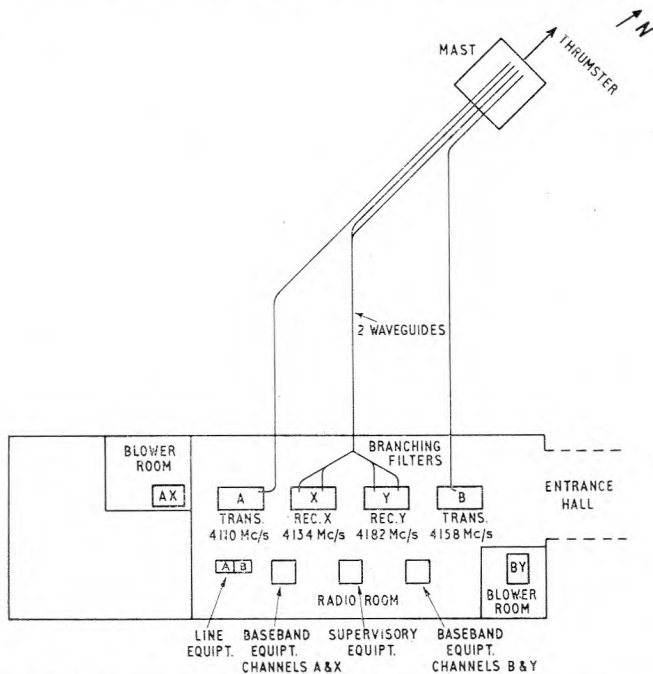 N
MAST
THRUMSTER
2 WAVEGUIDES
BLOWER
ROOM
BRANCHING
FILTERS
ENTRANCE
HALL
AX
A
X
Y
B
TRANS.
4110 Mc/s
REC. X
4134 Mc/s
REC. Y
4182 Mc/s
TRANS.
4158 Mc/s
A B
BY
BLOWER
ROOM
RADIO ROOM
LINE
EQUIPT.
BASEBAND
EQUIPT.
CHANNELS A & X
SUPERVISORY
EQUIPT.
BASEBAND
EQUIPT.
CHANNELS B & Y